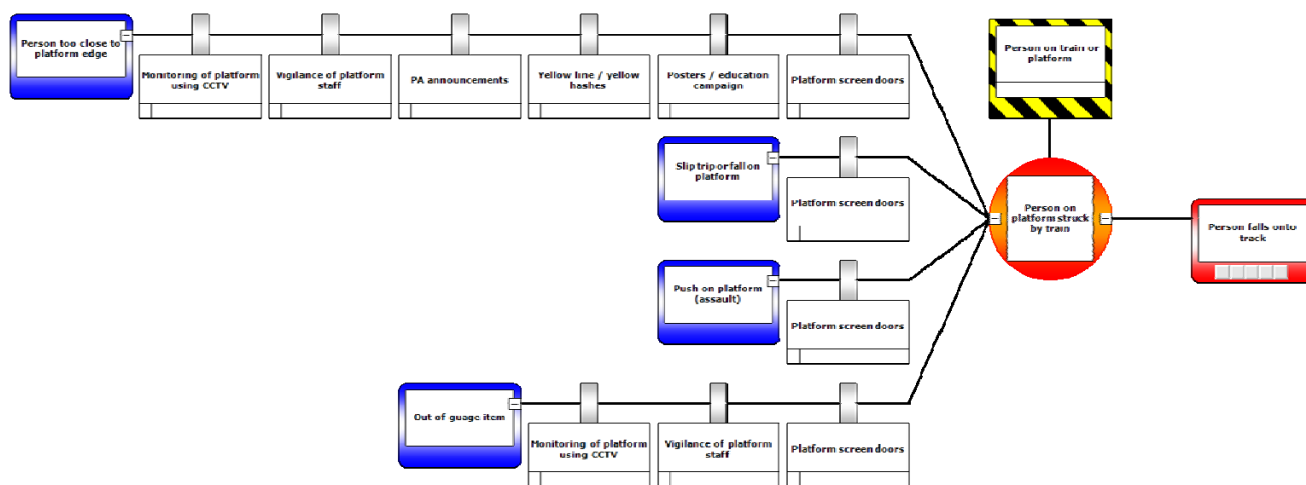 Person too close to
platform edge
Monitoring of platform
using CCTV
Vigilance of platform
staff
PA announcements
Yellow line / yellow
hashes
Posters / education
campaign
Platform screen doors
Person on train or
platform
Slip trip or fall on
platform
Platform screen doors
Person on
platform struck
by train
Person falls onto
track
Push on platform
(assault)
Platform screen doors
Out of guage item
Monitoring of platform
using CCTV
Vigilance of platform
staff
Platform screen doors